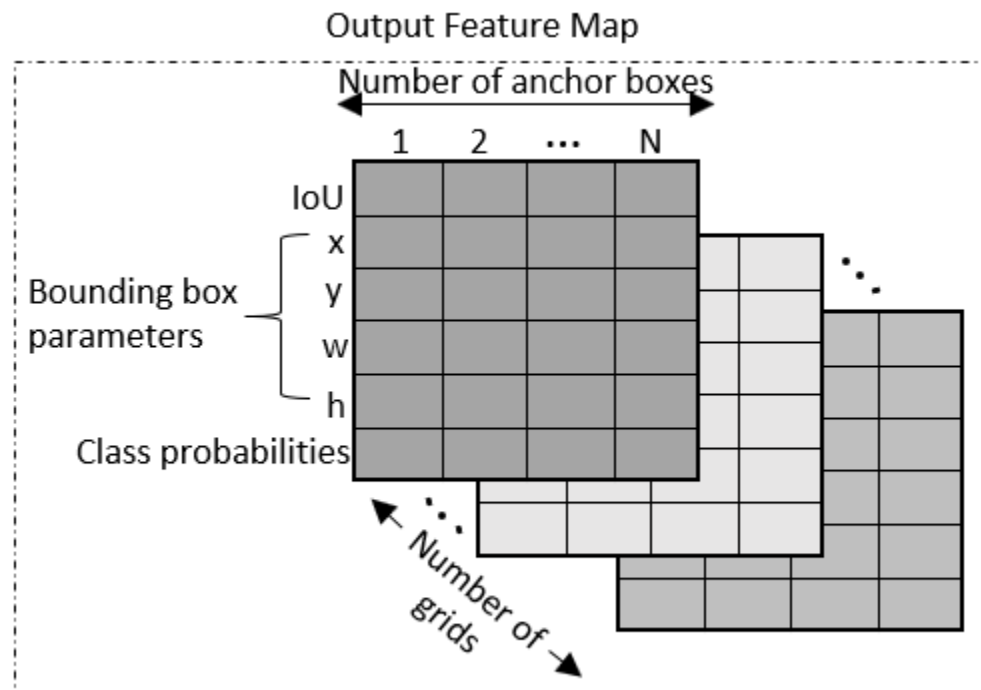 Output Feature Map
Number of anchor boxes
1 2 ... N
IoU
x
Bounding box
parameters
y
w
h
Class probabilities
Number of
grids